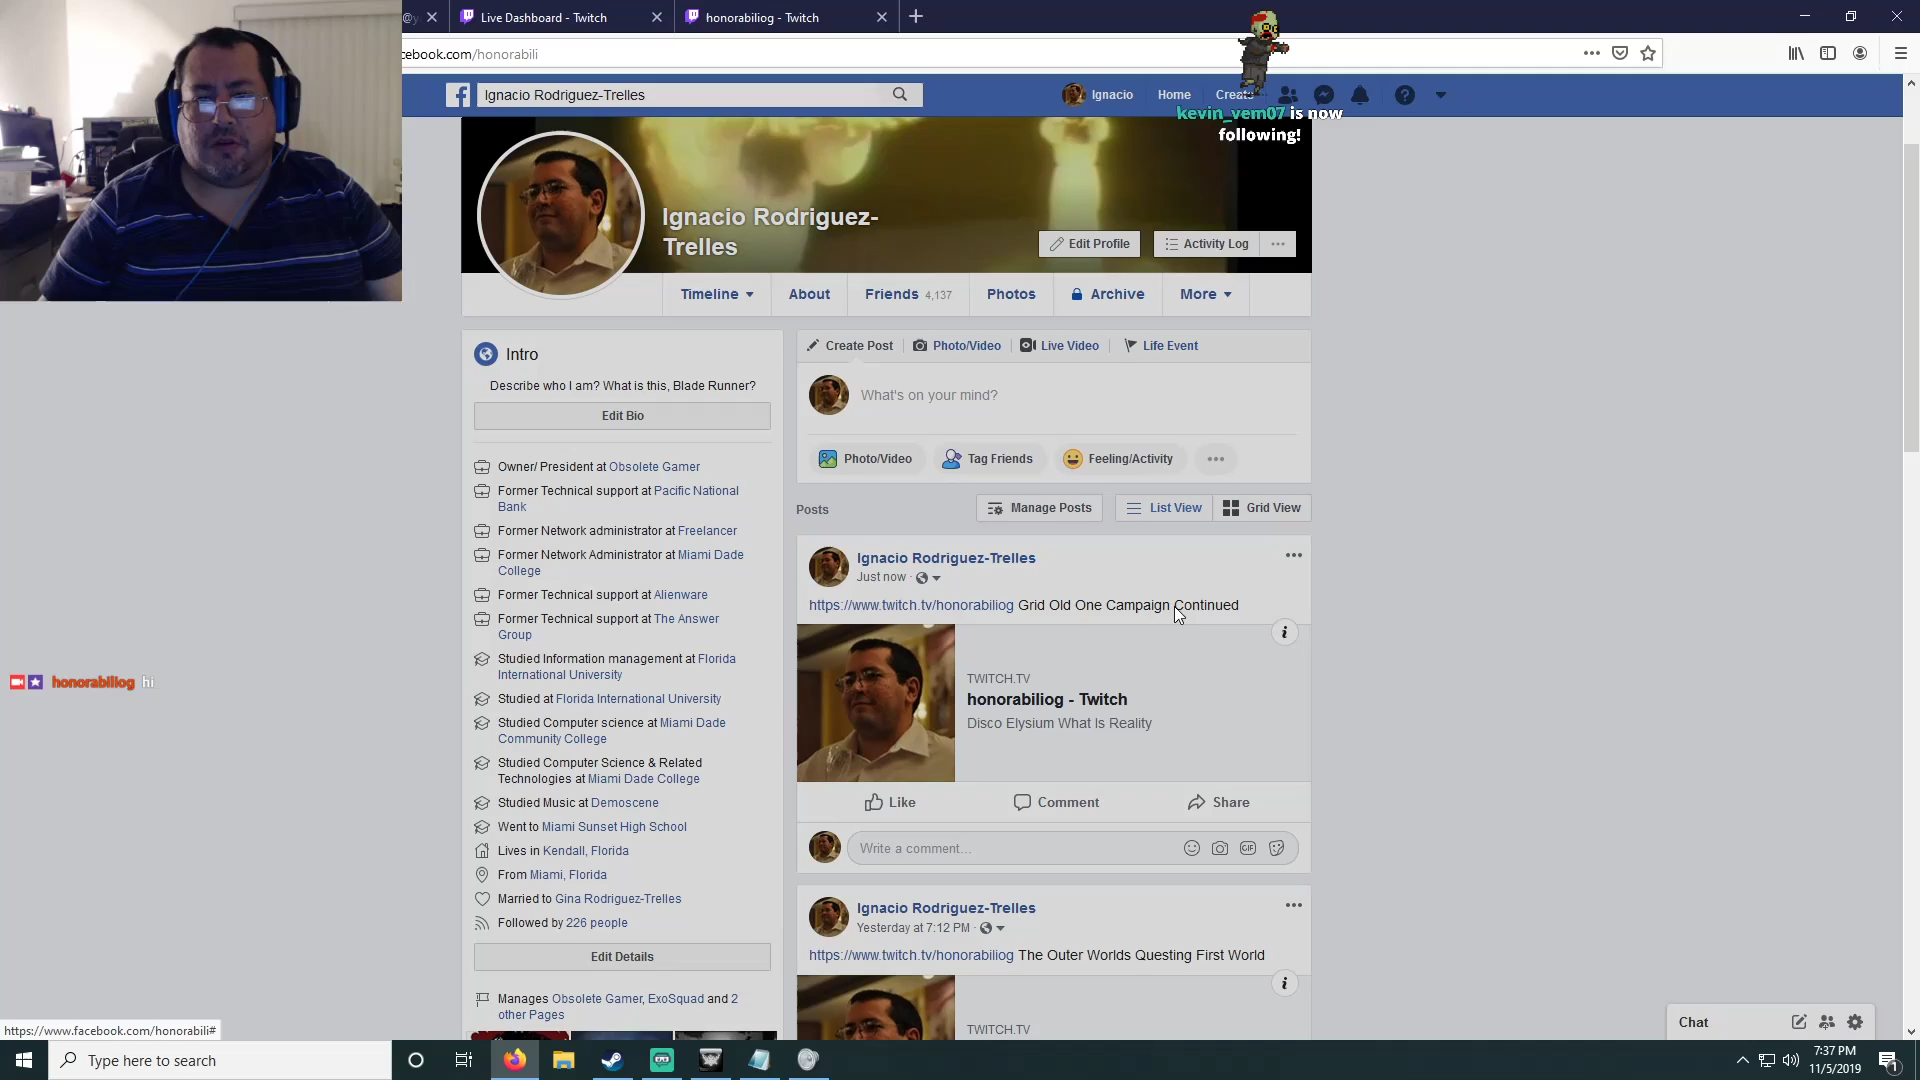 @y
Live Dashboard - Twitch
honorabiliog - Twitch
cebook.com/honorabili
Ignacio Rodriguez-Trelles
Ignacio
Home
Create
kevin_vem07 is now
following!
Ignacio Rodriguez-
Trelles
Edit Profile
Activity Log
Timeline
About
Friends 4,137
Photos
Archive
More
Intro
Describe who I am? What is this, Blade Runner?
Edit Bio
Owner/ President at Obsolete Gamer
Former Technical support at Pacific National
Bank
Former Network administrator at Freelancer
Former Network Administrator at Miami Dade
College
Former Technical support at Alienware
Former Technical support at The Answer
Group
Studied Information management at Florida
International University
Studied at Florida International University
Studied Computer science at Miami Dade
Community College
Studied Computer Science & Related
Technologies at Miami Dade College
Studied Music at Demoscene
Went to Miami Sunset High School
Lives in Kendall, Florida
From Miami, Florida
Married to Gina Rodriguez-Trelles
Followed by 226 people
Edit Details
Manages Obsolete Gamer, ExoSquad and 2
other Pages
Create Post
Photo/Video
Live Video
Life Event
What's on your mind?
Photo/Video
Tag Friends
Feeling/Activity
Posts
Manage Posts
List View
Grid View
Ignacio Rodriguez-Trelles
Just now
https://www.twitch.tv/honorabiliog Grid Old One Campaign Continued
TWITCH.TV
honorabiliog - Twitch
Disco Elysium What Is Reality
Like
Comment
Share
Write a comment...
GIF
Ignacio Rodriguez-Trelles
Yesterday at 7:12 PM
https://www.twitch.tv/honorabiliog The Outer Worlds Questing First World
TWITCH.TV
honorabiliog hi
https://www.facebook.com/honorabili#
Chat
Type here to search
7:37 PM
11/5/2019
1